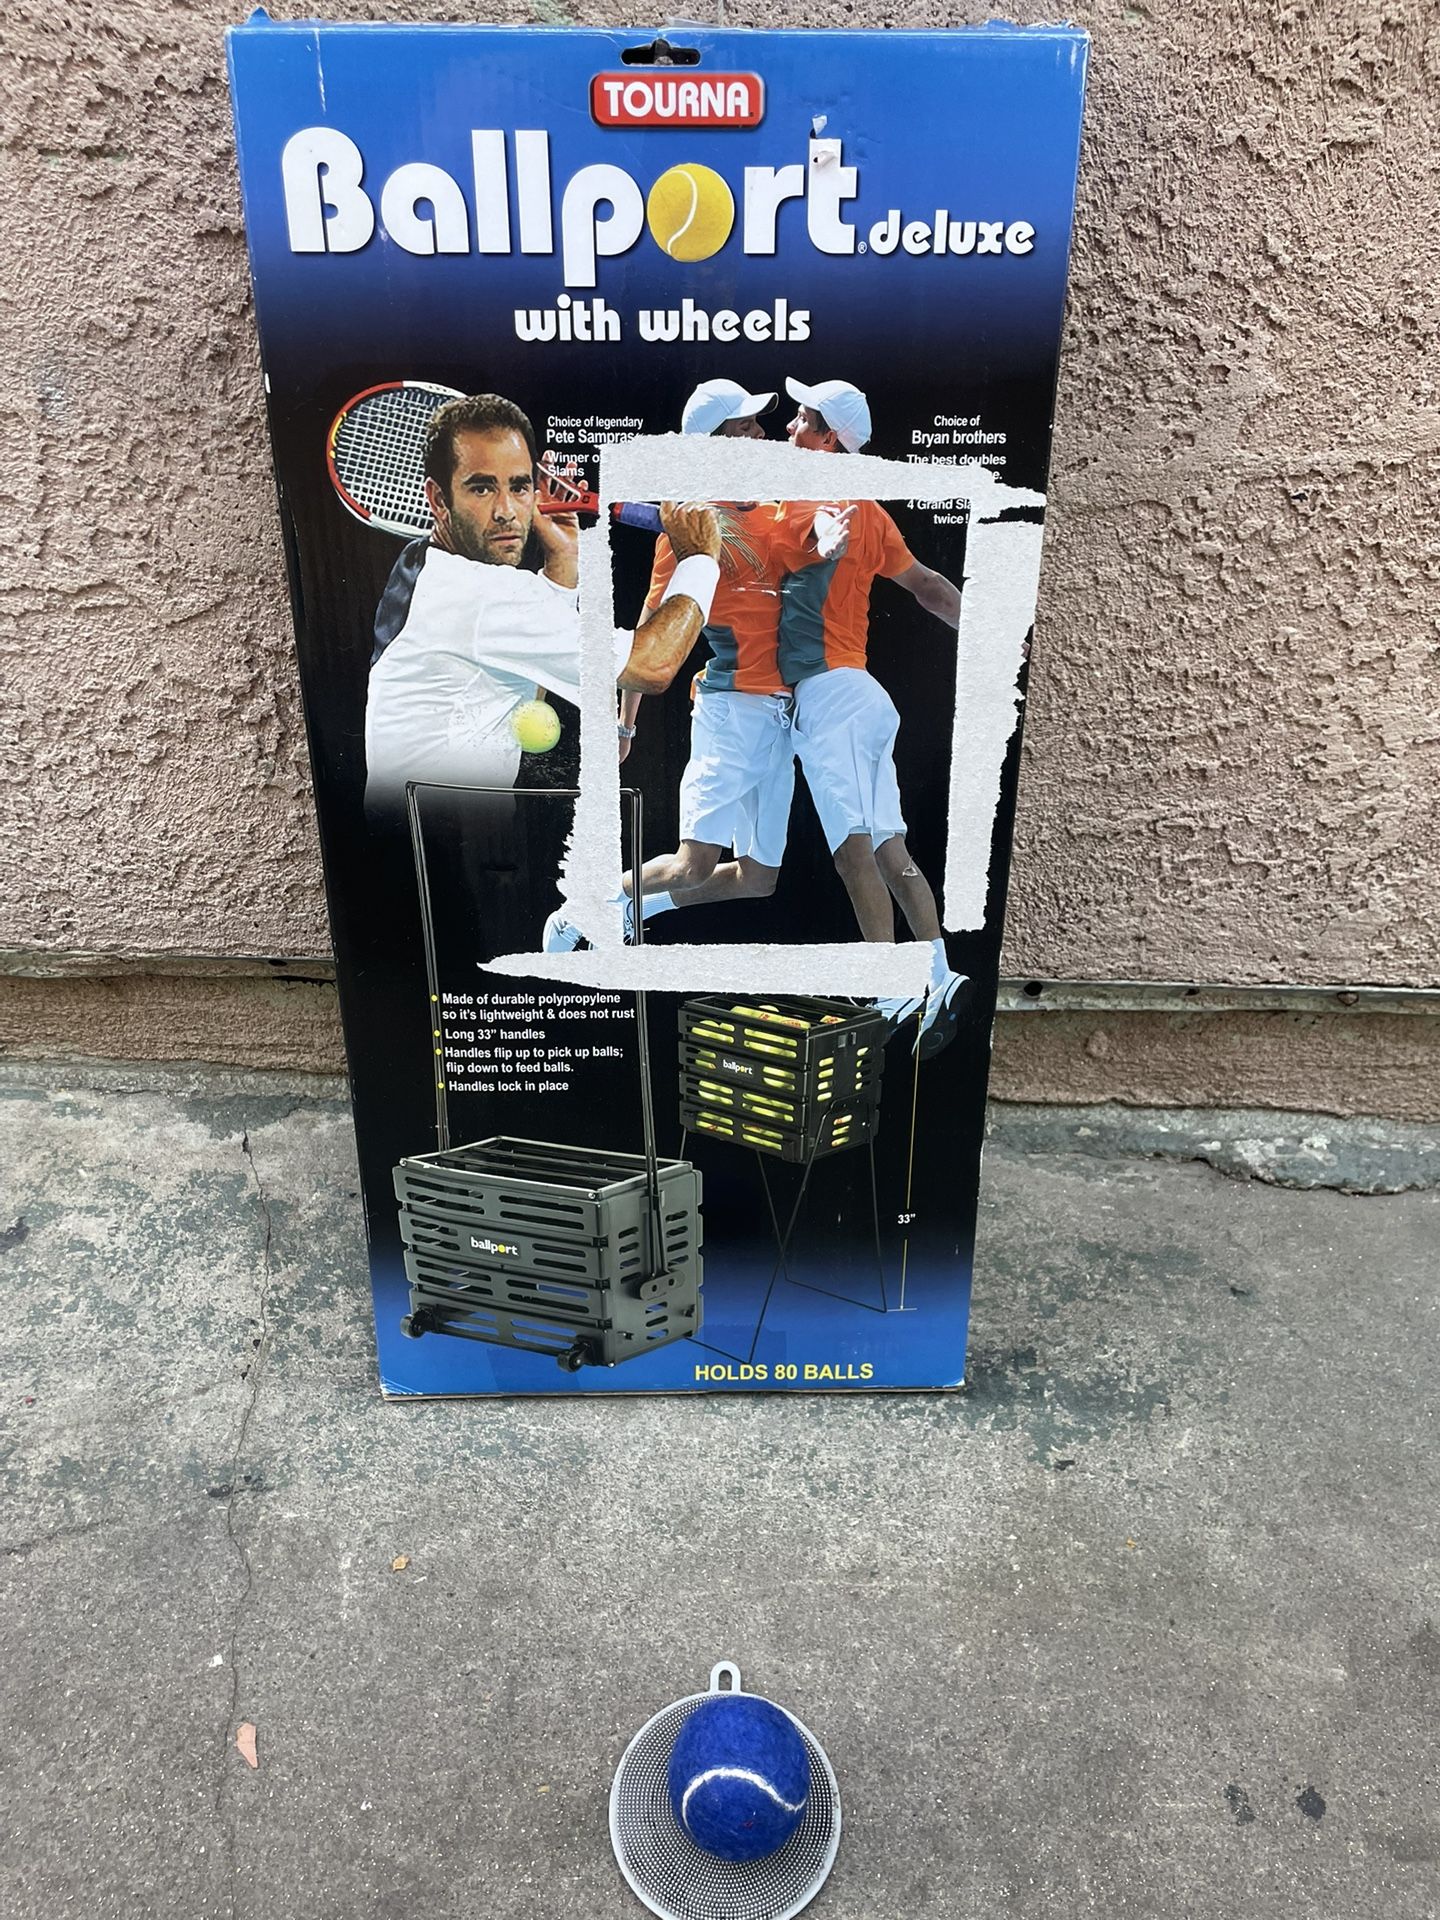 TOURNA
Ballport® deluxe
with wheels
Choice of legendary
Pete Sampras
Winner
Slams
Choice of
Bryan brothers
The best doubles
4 Grand
twice!
Made of durable polypropylene
so it's lightweight & does not rust
Long 33” handles
Handles flip up to pick up balls;
flip down to feed balls.
Handles lock in place
ballport
ballport
33”
HOLDS 80 BALLS